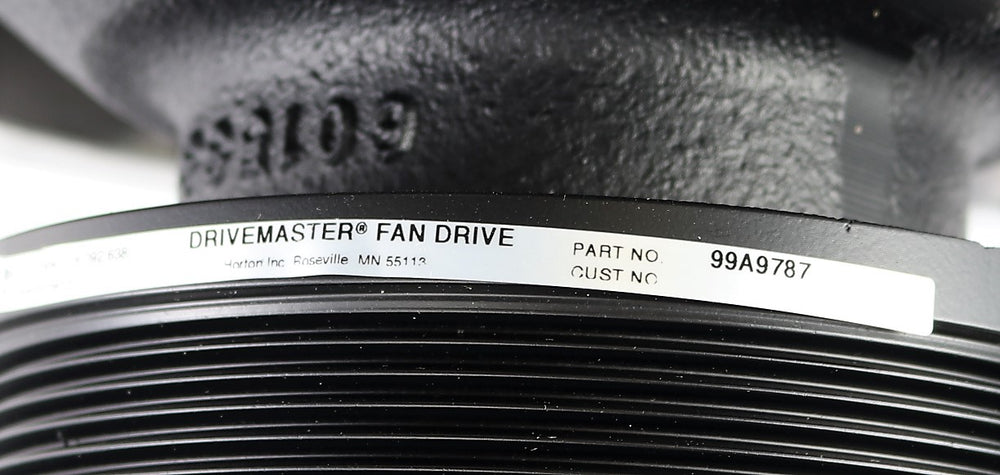 DRIVEMASTER® FAN DRIVE
Horton Inc. Roseville MN 55113
PART NO. 99A9787
CUST NO